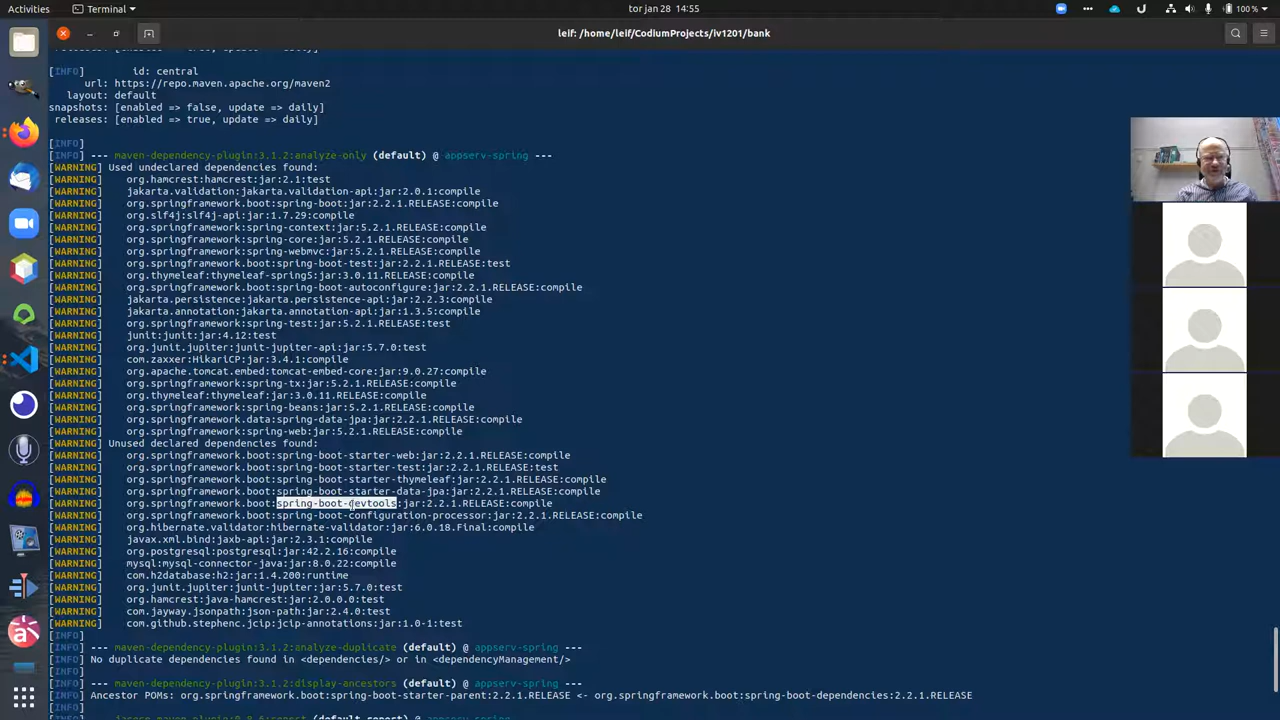 Activities
Terminal
tor jan 28 14:55
100 %
leif: /home/leif/CodiumProjects/iv1201/bank
[INFO] id: central
url: https://repo.maven.apache.org/maven2
layout: default
snapshots: [enabled => false, update => daily]
releases: [enabled => true, update => daily]
[INFO]
[INFO] --- maven-dependency-plugin:3.1.2:analyze-only (default) @ appserv-spring ---
[WARNING] Used undeclared dependencies found:
[WARNING] org.hamcrest:hamcrest:jar:2.1:test
[WARNING] jakarta.validation:jakarta.validation-api:jar:2.0.1:compile
[WARNING] org.springframework.boot:spring-boot:jar:2.2.1.RELEASE:compile
[WARNING] org.slf4j:slf4j-api:jar:1.7.29:compile
[WARNING] org.springframework:spring-context:jar:5.2.1.RELEASE:compile
[WARNING] org.springframework:spring-core:jar:5.2.1.RELEASE:compile
[WARNING] org.springframework:spring-webmvc:jar:5.2.1.RELEASE:compile
[WARNING] org.springframework.boot:spring-boot-test:jar:2.2.1.RELEASE:test
[WARNING] org.thymeleaf:thymeleaf-spring5:jar:3.0.11.RELEASE:compile
[WARNING] org.springframework.boot:spring-boot-autoconfigure:jar:2.2.1.RELEASE:compile
[WARNING] jakarta.persistence:jakarta.persistence-api:jar:2.2.3:compile
[WARNING] jakarta.annotation:jakarta.annotation-api:jar:1.3.5:compile
[WARNING] org.springframework:spring-test:jar:5.2.1.RELEASE:test
[WARNING] junit:junit:jar:4.12:test
[WARNING] org.junit.jupiter:junit-jupiter-api:jar:5.7.0:test
[WARNING] com.zaxxer:HikariCP:jar:3.4.1:compile
[WARNING] org.apache.tomcat.embed:tomcat-embed-core:jar:9.0.27:compile
[WARNING] org.springframework:spring-tx:jar:5.2.1.RELEASE:compile
[WARNING] org.thymeleaf:thymeleaf:jar:3.0.11.RELEASE:compile
[WARNING] org.springframework:spring-beans:jar:5.2.1.RELEASE:compile
[WARNING] org.springframework.data:spring-data-jpa:jar:2.2.1.RELEASE:compile
[WARNING] org.springframework:spring-web:jar:5.2.1.RELEASE:compile
[WARNING] Unused declared dependencies found:
[WARNING] org.springframework.boot:spring-boot-starter-web:jar:2.2.1.RELEASE:compile
[WARNING] org.springframework.boot:spring-boot-starter-test:jar:2.2.1.RELEASE:test
[WARNING] org.springframework.boot:spring-boot-starter-thymeleaf:jar:2.2.1.RELEASE:compile
[WARNING] org.springframework.boot:spring-boot-starter-data-jpa:jar:2.2.1.RELEASE:compile
[WARNING] org.springframework.boot:spring-boot-devtools:jar:2.2.1.RELEASE:compile
[WARNING] org.springframework.boot:spring-boot-configuration-processor:jar:2.2.1.RELEASE:compile
[WARNING] org.hibernate.validator:hibernate-validator:jar:6.0.18.Final:compile
[WARNING] javax.xml.bind:jaxb-api:jar:2.3.1:compile
[WARNING] org.postgresql:postgresql:jar:42.2.16:compile
[WARNING] mysql:mysql-connector-java:jar:8.0.22:compile
[WARNING] com.h2database:h2:jar:1.4.200:runtime
[WARNING] org.junit.jupiter:junit-jupiter:jar:5.7.0:test
[WARNING] org.hamcrest:java-hamcrest:jar:2.0.0.0:test
[WARNING] com.jayway.jsonpath:json-path:jar:2.4.0:test
[WARNING] com.github.stephenc.jcip:jcip-annotations:jar:1.0-1:test
[INFO]
[INFO] --- maven-dependency-plugin:3.1.2:analyze-duplicate (default) @ appserv-spring ---
[INFO] No duplicate dependencies found in <dependencies/> or in <dependencyManagement/>
[INFO]
[INFO] --- maven-dependency-plugin:3.1.2:display-ancestors (default) @ appserv-spring ---
[INFO] Ancestor POMs: org.springframework.boot:spring-boot-starter-parent:2.2.1.RELEASE <- org.springframework.boot:spring-boot-dependencies:2.2.1.RELEASE
[INFO]